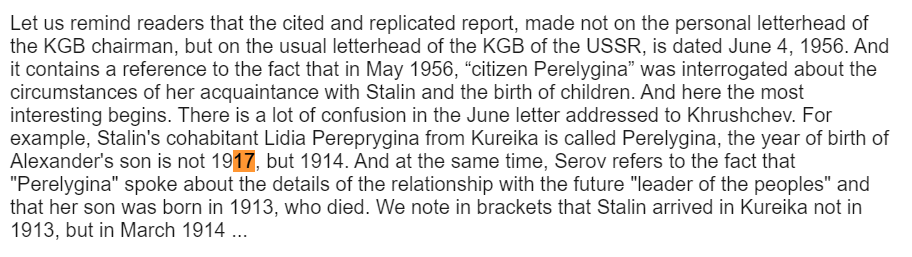 Let us remind readers that the cited and replicated report, made not on the personal letterhead of
the KGB chairman, but on the usual letterhead of the KGB of the USSR, is dated June 4, 1956. And
it contains a reference to the fact that in May 1956, “citizen Perelygina” was interrogated about the
circumstances of her acquaintance with Stalin and the birth of children. And here the most
interesting begins. There is a lot of confusion in the June letter addressed to Khrushchev. For
example, Stalin's cohabitant Lidia Pereprygina from Kureika is called Perelygina, the year of birth of
Alexander's son is not 1917, but 1914. And at the same time, Serov refers to the fact that
"Perelygina" spoke about the details of the relationship with the future "leader of the peoples" and
that her son was born in 1913, who died. We note in brackets that Stalin arrived in Kureika not in
1913, but in March 1914 ...